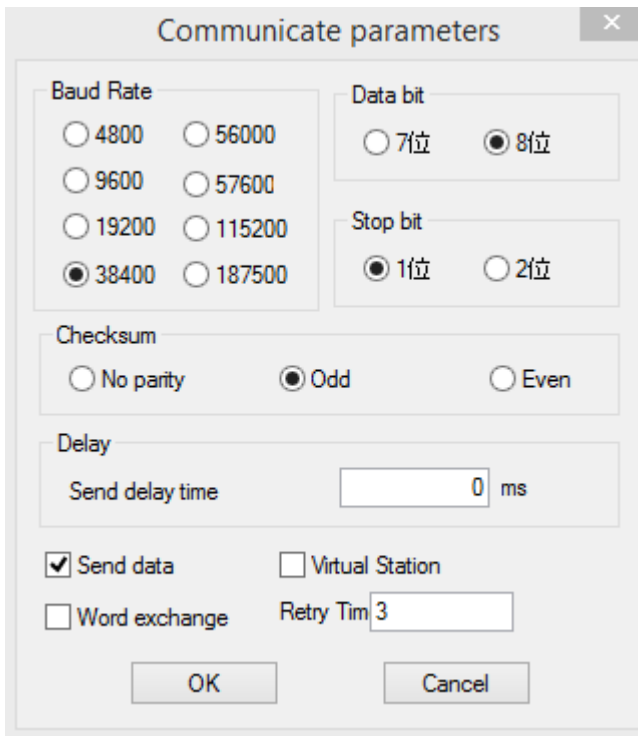 Communicate parameters
Baud Rate
4800 56000
9600 57600
19200 115200
38400 187500
Data bit
7位 8位
Stop bit
1位 2位
Checksum
No parity Odd Even
Delay
Send delay time 0 ms
Send data Virtual Station
Word exchange Retry Tim 3
OK Cancel